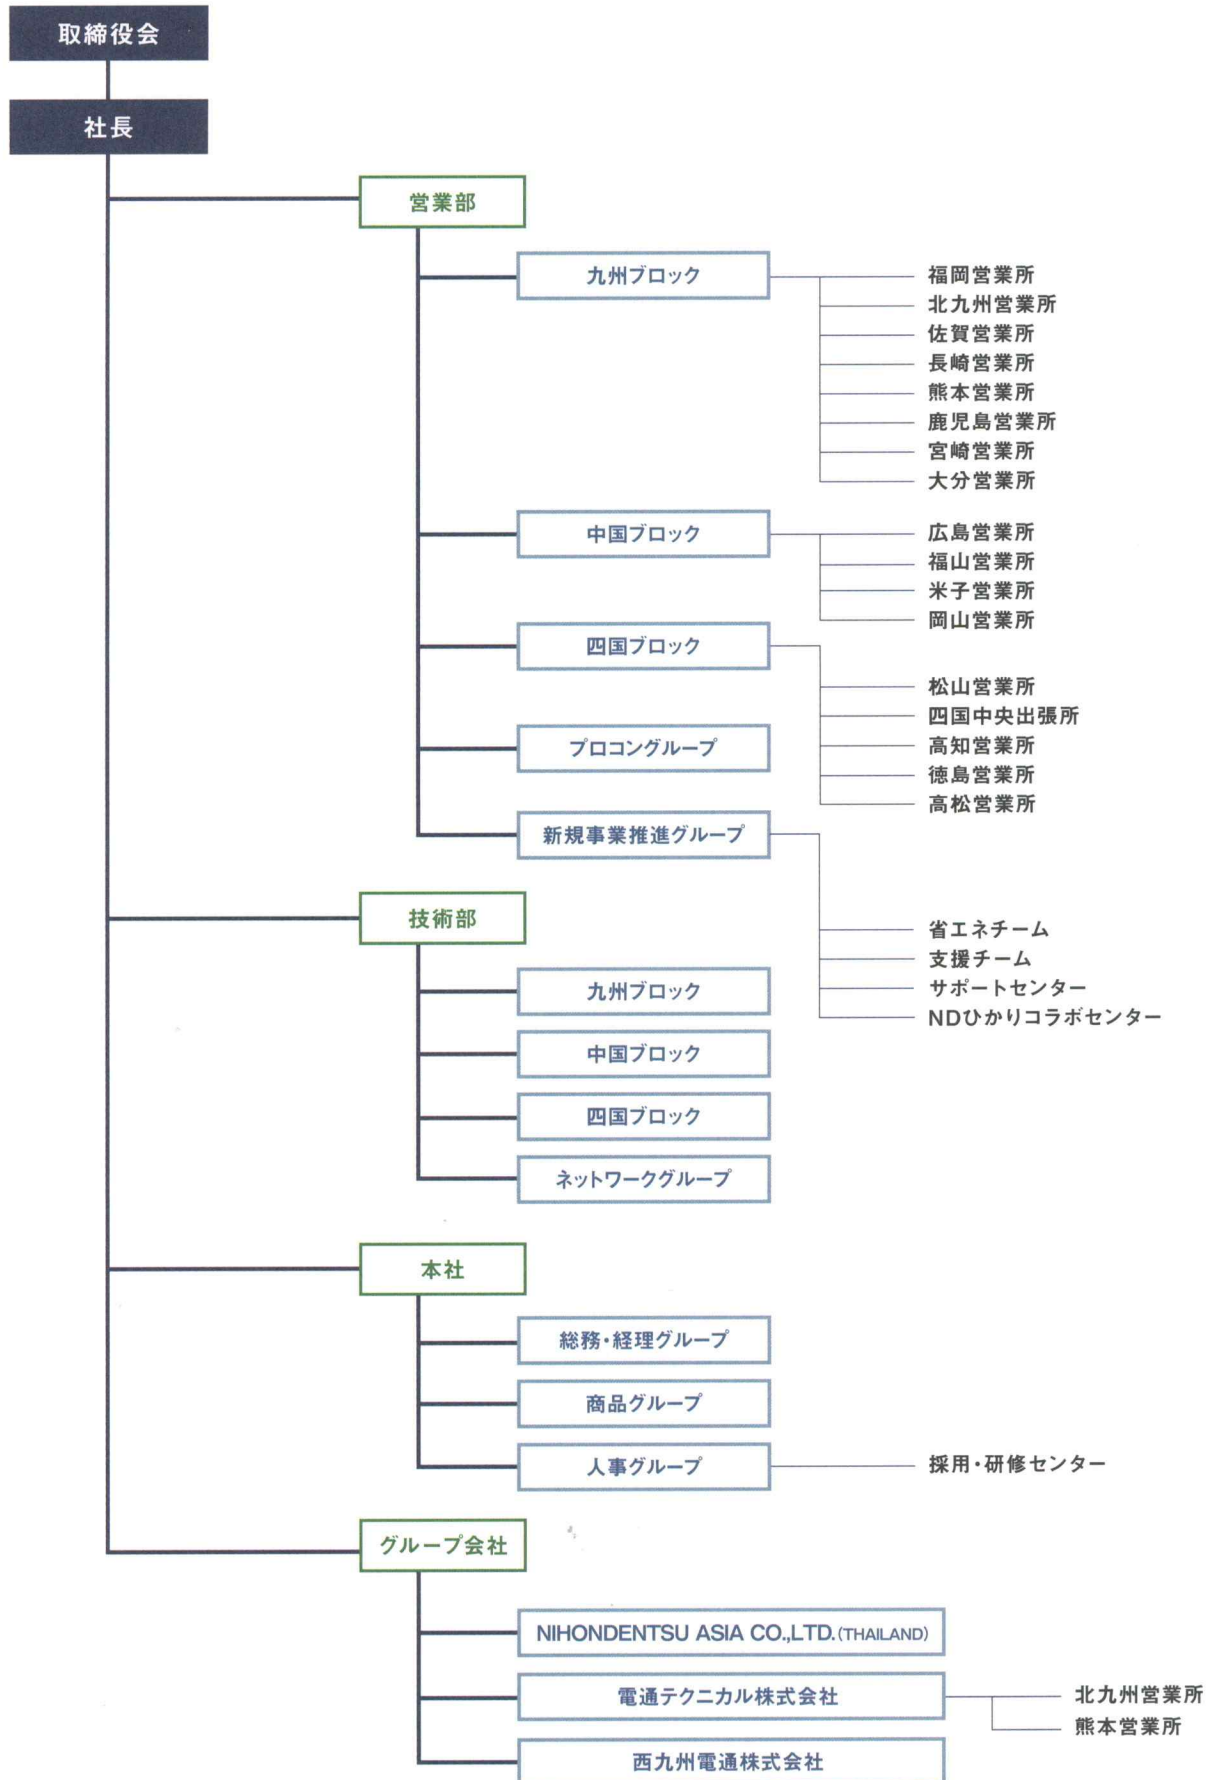 取締役会
社長
営業部
九州ブロック
福岡営業所
北九州営業所
佐賀営業所
長崎営業所
熊本営業所
鹿児島営業所
宮崎営業所
大分営業所
中国ブロック
広島営業所
福山営業所
米子営業所
岡山営業所
四国ブロック
松山営業所
四国中央出張所
高知営業所
徳島営業所
高松営業所
プロコングループ
新規事業推進グループ
省エネチーム
支援チーム
サポートセンター
NDひかりコラボセンター
技術部
九州ブロック
中国ブロック
四国ブロック
ネットワークグループ
本社
総務・経理グループ
商品グループ
人事グループ
採用・研修センター
グループ会社
NIHONDENTSU ASIA CO.,LTD.(THAILAND)
電通テクニカル株式会社
北九州営業所
熊本営業所
西九州電通株式会社